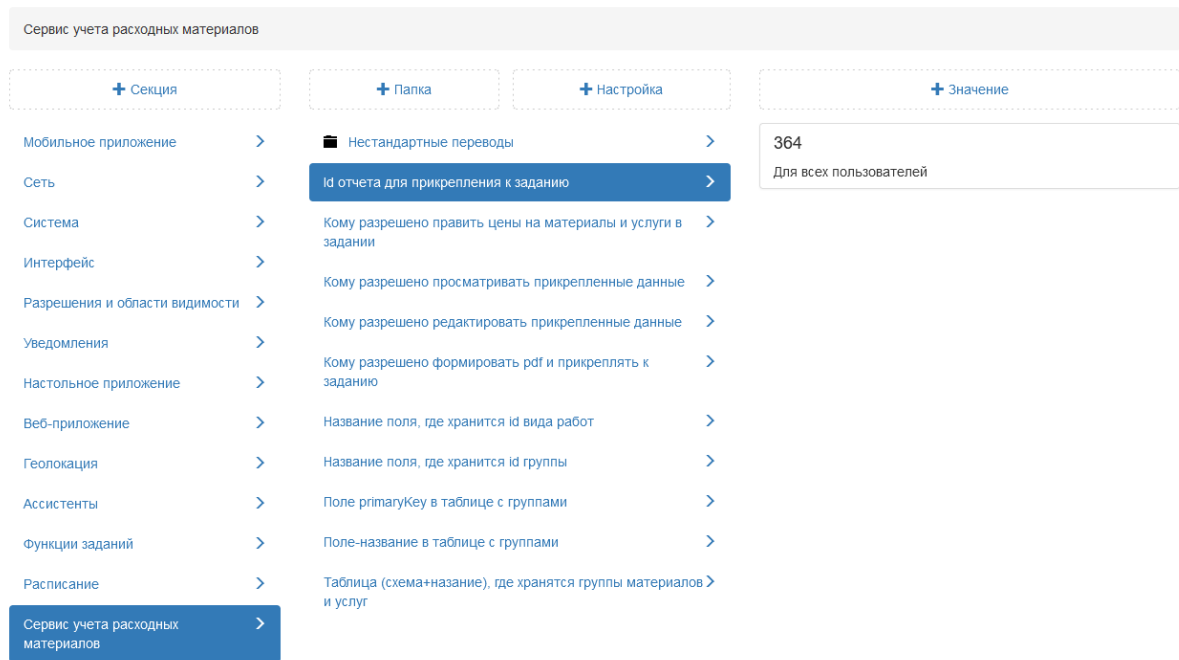 Сервис учета расходных материалов
+ Секция
+ Папка
+ Настройка
+ Значение
Мобильное приложение
Сеть
Система
Интерфейс
Разрешения и области видимости
Уведомления
Настольное приложение
Веб-приложение
Геолокация
Ассистенты
Функции заданий
Расписание
Сервис учета расходных
материалов
Нестандартные переводы
Id отчета для прикрепления к заданию
Кому разрешено править цены на материалы и услуги в
задании
Кому разрешено просматривать прикрепленные данные
Кому разрешено редактировать прикрепленные данные
Кому разрешено формировать pdf и прикреплять к
заданию
Название поля, где хранится id вида работ
Название поля, где хранится id группы
Поле primaryKey в таблице с группами
Поле-название в таблице с группами
Таблица (схема+назание), где хранятся группы материалов
и услуг
364
Для всех пользователей